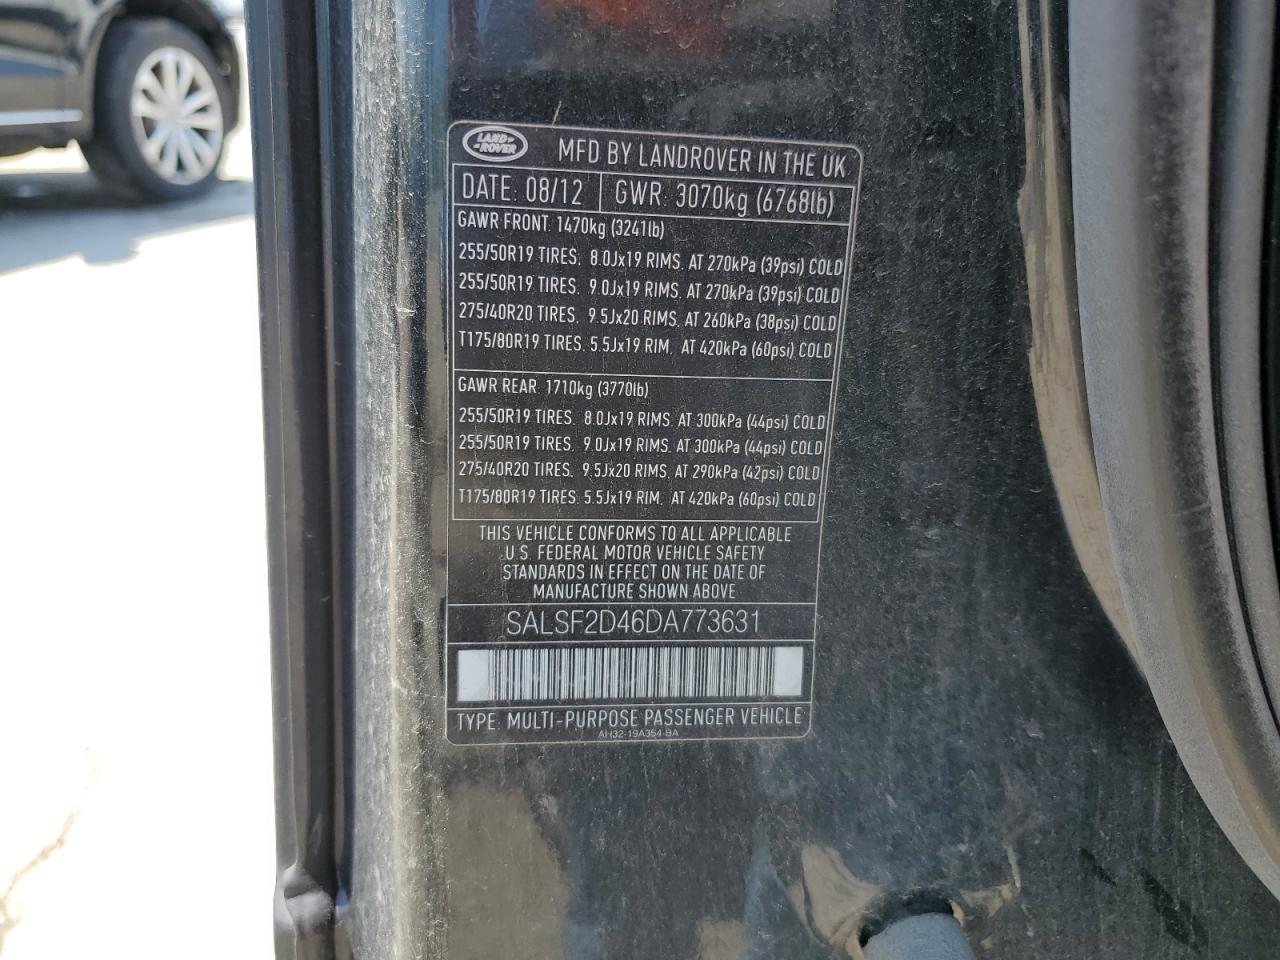 LAND-
-ROVER
MFD BY LANDROVER IN THE UK
DATE: 08/12 GWR: 3070kg (6768lb)
GAWR FRONT. 1470kg (3241lb)
255/50R19 TIRES. 8.0Jx19 RIMS. AT 270kPa (39psi) COLD
255/50R19 TIRES. 9.0Jx19 RIMS. AT 270kPa (39psi) COLD
275/40R20 TIRES. 9.5Jx20 RIMS. AT 260kPa (38psi) COLD
T175/80R19 TIRES. 5.5Jx19 RIM. AT 420kPa (60psi) COLD
GAWR REAR. 1710kg (3770lb)
255/50R19 TIRES. 8.0Jx19 RIMS. AT 300kPa (44psi) COLD
255/50R19 TIRES. 9.0Jx19 RIMS. AT 300kPa (44psi) COLD
275/40R20 TIRES. 9.5Jx20 RIMS. AT 290kPa (42psi) COLD
T175/80R19 TIRES. 5.5Jx19 RIM. AT 420kPa (60psi) COLD
THIS VEHICLE CONFORMS TO ALL APPLICABLE
U.S. FEDERAL MOTOR VEHICLE SAFETY
STANDARDS IN EFFECT ON THE DATE OF
MANUFACTURE SHOWN ABOVE
SALSF2D46DA773631
TYPE: MULTI-PURPOSE PASSENGER VEHICLE
AH32-19A354-BA